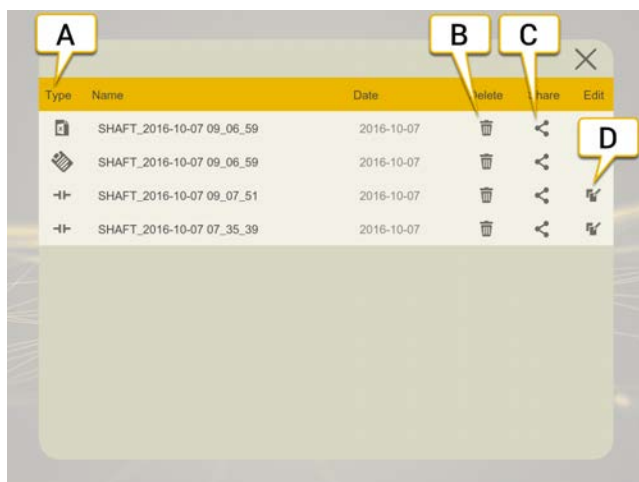 A
B
C
Type Name Date Delete Share Edit
SHAFT_2016-10-07 09_06_59 2016-10-07
D
SHAFT_2016-10-07 09_06_59 2016-10-07
SHAFT_2016-10-07 09_07_51 2016-10-07
SHAFT_2016-10-07 07_35_39 2016-10-07